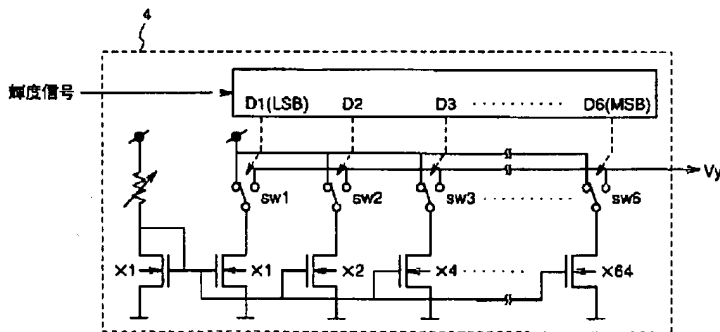 4
輝度信号
D1(LSB) D2 D3 ········· D6(MSB)
Vy
sw1 sw2 sw3 ········· sw6
×1 ×1 ×2 ×4 ······ ×64